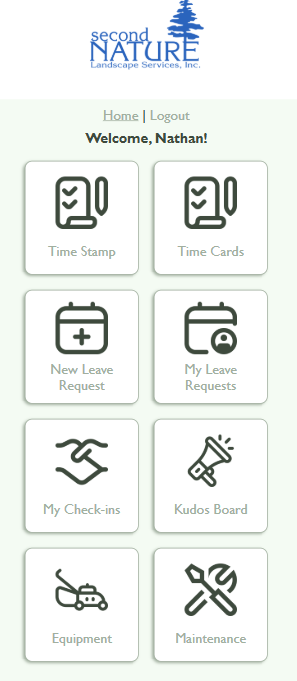 second
NATURE
Landscape Services, Inc.
Home | Logout
Welcome, Nathan!
Time Stamp
Time Cards
New Leave
Request
My Leave
Requests
My Check-ins
Kudos Board
Equipment
Maintenance